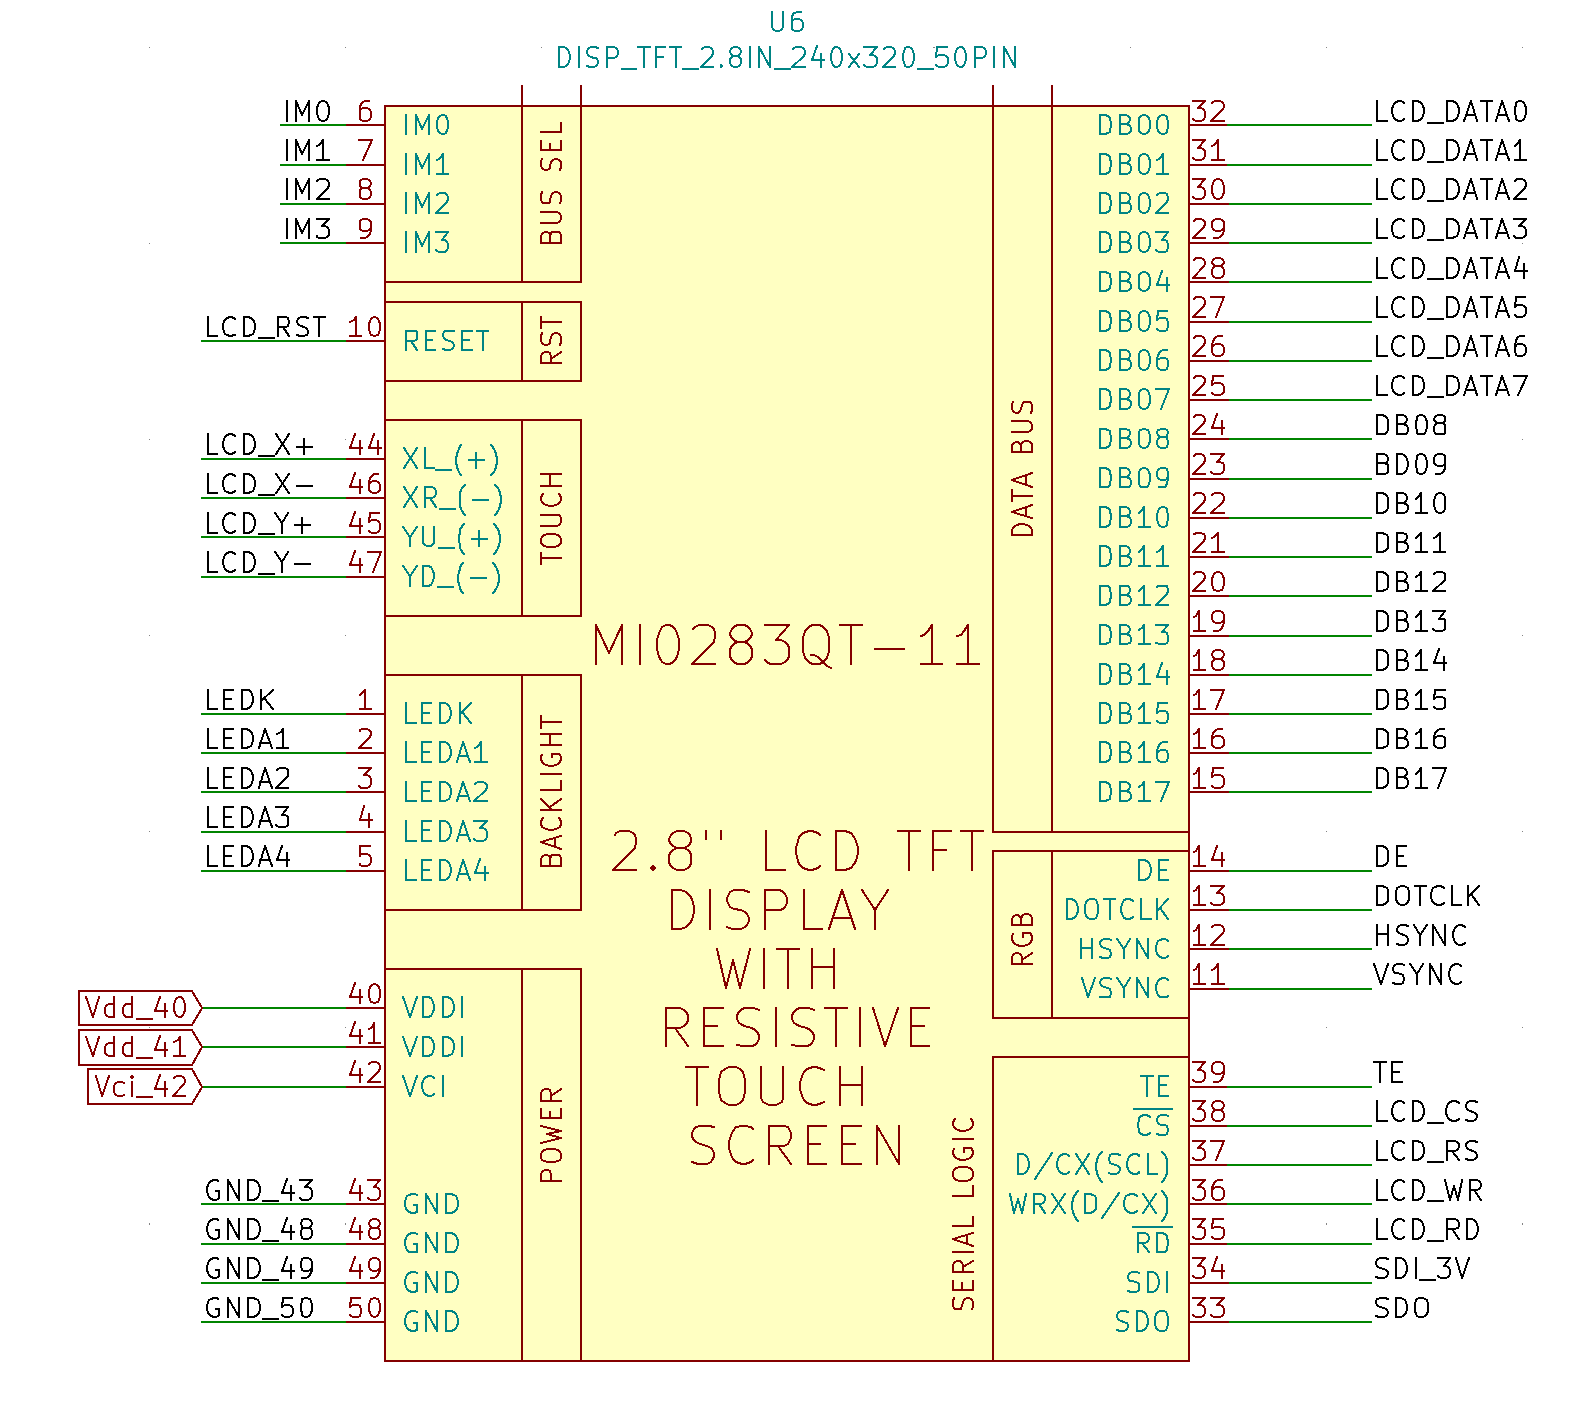 U6
DISP_TFT_2.8IN_240x320_50PIN
IM0 6 IM0
IM1 7 IM1
IM2 8 IM2
IM3 9 IM3
BUS SEL
LCD_RST 10 RESET
RST
LCD_X+ 44 XL_(+)
LCD_X- 46 XR_(-)
LCD_Y+ 45 YU_(+)
LCD_Y- 47 YD_(-)
TOUCH
LEDK 1 LEDK
LEDA1 2 LEDA1
LEDA2 3 LEDA2
LEDA3 4 LEDA3
LEDA4 5 LEDA4
BACKLIGHT
Vdd_40 40 VDDI
Vdd_41 41 VDDI
Vci_42 42 VCI
GND_43 43 GND
GND_48 48 GND
GND_49 49 GND
GND_50 50 GND
POWER
MI0283QT-11
2.8" LCD TFT
DISPLAY
WITH
RESISTIVE
TOUCH
SCREEN
DATA BUS
DB00 32 LCD_DATA0
DB01 31 LCD_DATA1
DB02 30 LCD_DATA2
DB03 29 LCD_DATA3
DB04 28 LCD_DATA4
DB05 27 LCD_DATA5
DB06 26 LCD_DATA6
DB07 25 LCD_DATA7
DB08 24 DB08
DB09 23 BD09
DB10 22 DB10
DB11 21 DB11
DB12 20 DB12
DB13 19 DB13
DB14 18 DB14
DB15 17 DB15
DB16 16 DB16
DB17 15 DB17
RGB
DE 14 DE
DOTCLK 13 DOTCLK
HSYNC 12 HSYNC
VSYNC 11 VSYNC
SERIAL LOGIC
TE 39 TE
CS 38 LCD_CS
D/CX(SCL) 37 LCD_RS
WRX(D/CX) 36 LCD_WR
RD 35 LCD_RD
SDI 34 SDI_3V
SDO 33 SDO